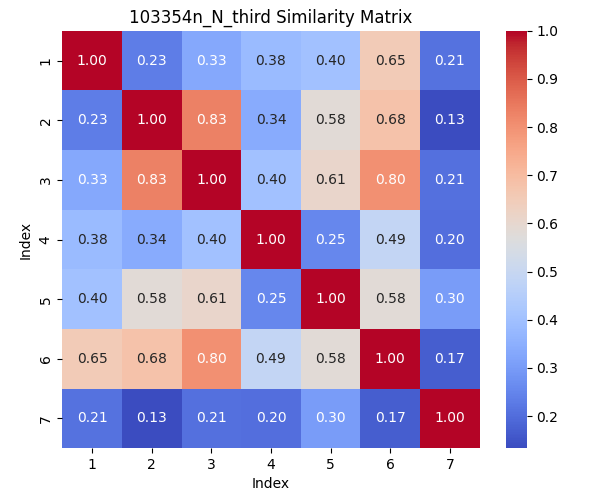 103354n_N_third Similarity Matrix
1 1.00 0.23 0.33 0.38 0.40 0.65 0.21
2 0.23 1.00 0.83 0.34 0.58 0.68 0.13
3 0.33 0.83 1.00 0.40 0.61 0.80 0.21
4 0.38 0.34 0.40 1.00 0.25 0.49 0.20
5 0.40 0.58 0.61 0.25 1.00 0.58 0.30
6 0.65 0.68 0.80 0.49 0.58 1.00 0.17
7 0.21 0.13 0.21 0.20 0.30 0.17 1.00
1 2 3 4 5 6 7
Index
Index
1.0
0.9
0.8
0.7
0.6
0.5
0.4
0.3
0.2